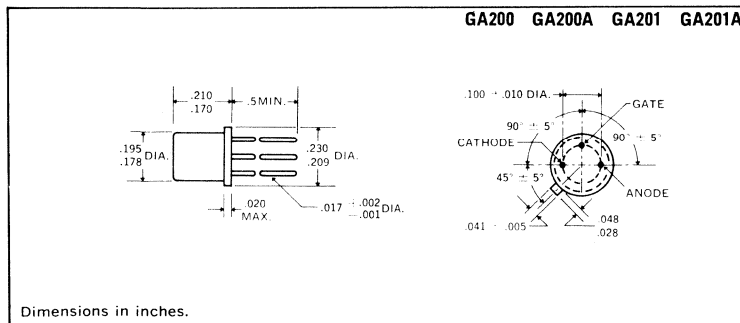 GA200 GA200A GA201 GA201A
.210
.170
.5MIN.
.195
.178
DIA.
.230
.209
DIA.
.020
MAX.
.017 + .002
- .001
DIA.
.100 ± .010 DIA.
GATE
90° ± 5°
90° ± 5°
CATHODE
45° ± 5°
ANODE
.041 ± .005
.048
.028
Dimensions in inches.